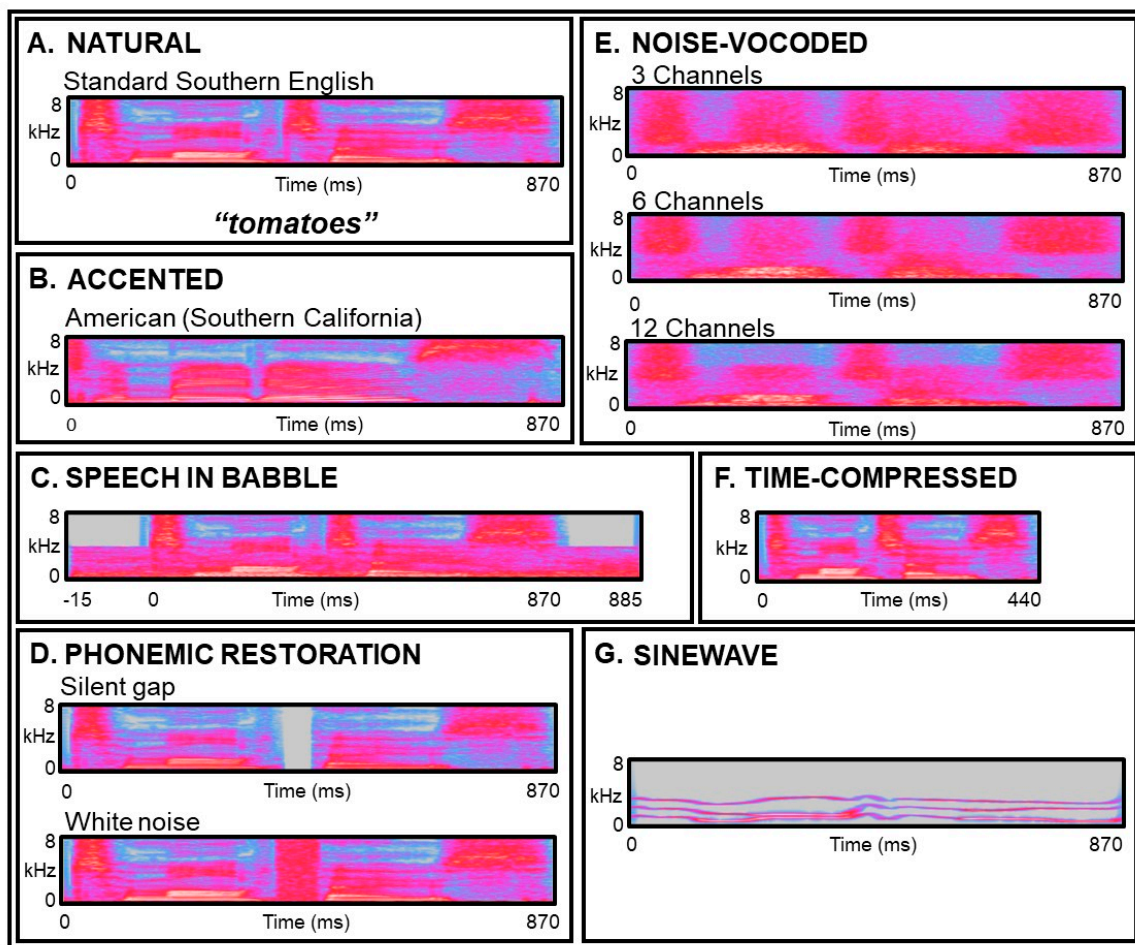 A. NATURAL
Standard Southern English
8
kHz
0
0 Time (ms) 870
“tomatoes”
B. ACCENTED
American (Southern California)
8
kHz
0
0 Time (ms) 870
C. SPEECH IN BABBLE
8
kHz
0
-15 0 Time (ms) 870 885
D. PHONEMIC RESTORATION
Silent gap
8
kHz
0
0 Time (ms) 870
White noise
8
kHz
0
0 Time (ms) 870
E. NOISE-VOCODED
3 Channels
8
kHz
0
0 Time (ms) 870
6 Channels
8
kHz
0
0 Time (ms) 870
12 Channels
8
kHz
0
0 Time (ms) 870
F. TIME-COMPRESSED
8
kHz
0
0 Time (ms) 440
G. SINEWAVE
8
kHz
0
0 Time (ms) 870